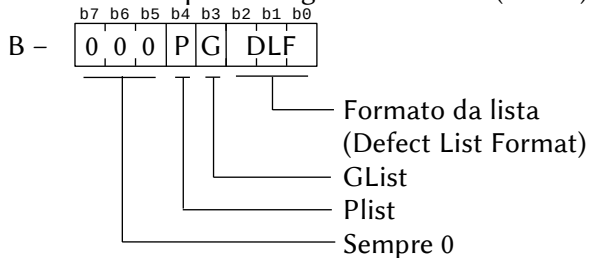 b7 b6 b5 b4 b3 b2 b1 b0
B – 0 0 0 P G DLF
Formato da lista
(Defect List Format)
GList
Plist
Sempre 0